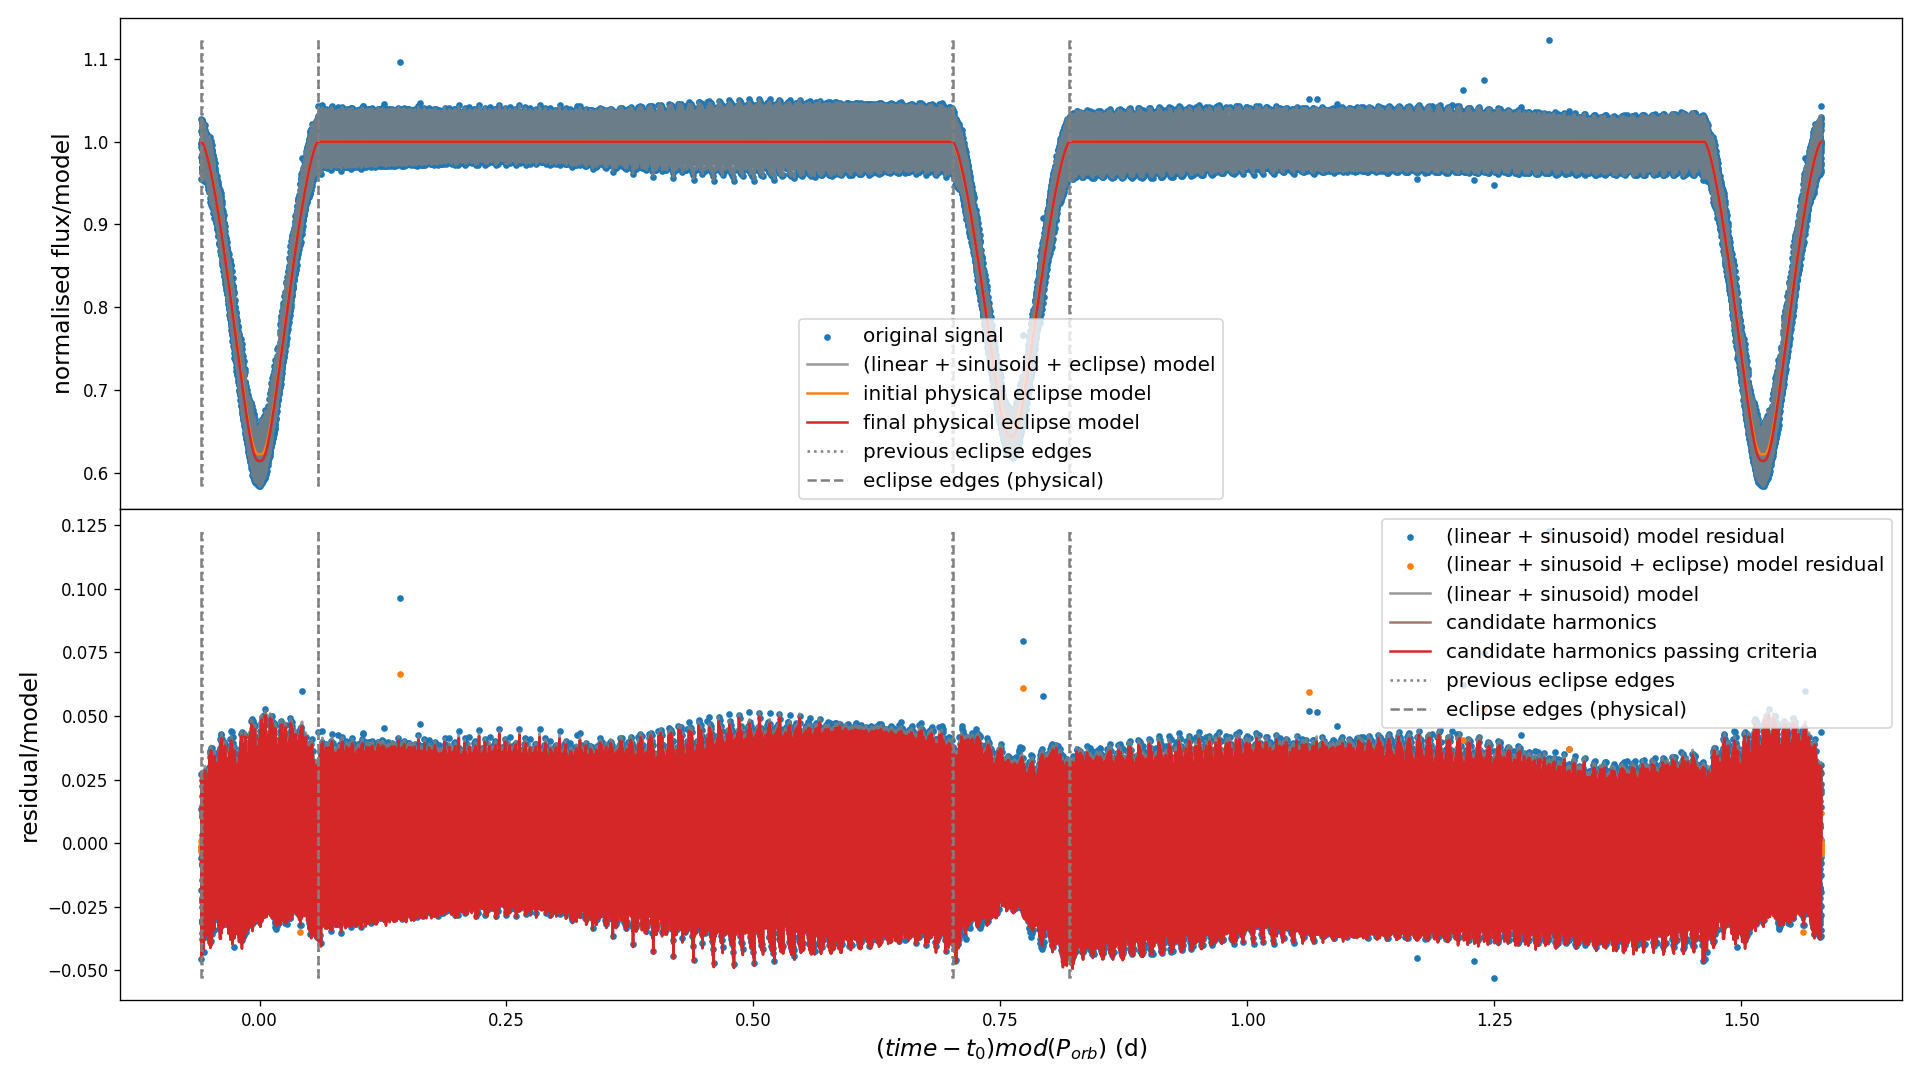 normalised flux/model
1.1
1.0
0.9
0.8
0.7
0.6
original signal
(linear + sinusoid + eclipse) model
initial physical eclipse model
final physical eclipse model
previous eclipse edges
eclipse edges (physical)
residual/model
0.125
0.100
0.075
0.050
0.025
0.000
−0.025
−0.050
(linear + sinusoid) model residual
(linear + sinusoid + eclipse) model residual
(linear + sinusoid) model
candidate harmonics
candidate harmonics passing criteria
previous eclipse edges
eclipse edges (physical)
0.00 0.25 0.50 0.75 1.00 1.25 1.50
(time − t₀)mod(Pₒᵣb) (d)